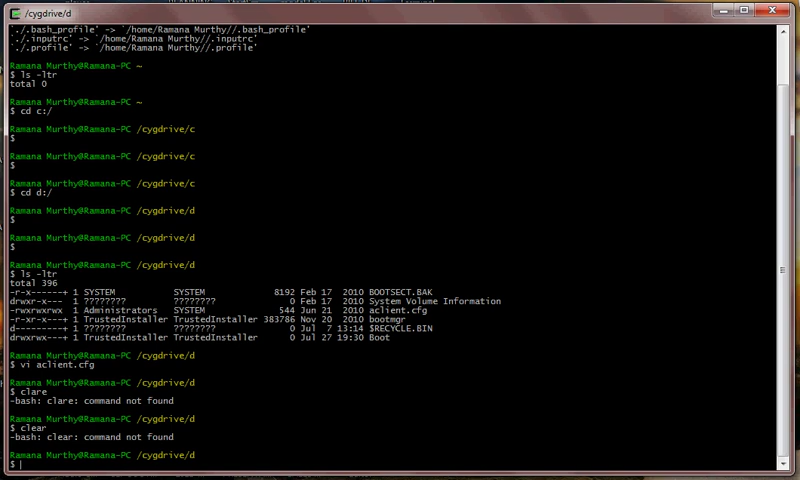 /cygdrive/d
'./.bash_profile' -> '/home/Ramana Murthy//.bash_profile'
'./.inputrc' -> '/home/Ramana Murthy//.inputrc'
'./.profile' -> '/home/Ramana Murthy//.profile'
Ramana Murthy@Ramana-PC ~
$ ls -ltr
total 0
Ramana Murthy@Ramana-PC ~
$ cd c:/
Ramana Murthy@Ramana-PC /cygdrive/c
$
Ramana Murthy@Ramana-PC /cygdrive/c
$
Ramana Murthy@Ramana-PC /cygdrive/c
$ cd d:/
Ramana Murthy@Ramana-PC /cygdrive/d
$
Ramana Murthy@Ramana-PC /cygdrive/d
$
Ramana Murthy@Ramana-PC /cygdrive/d
$ ls -ltr
total 396
-r-x------+ 1 SYSTEM SYSTEM 8192 Feb 17 2010 BOOTSECT.BAK
drwxr-x--- 1 ???????? ???????? 0 Feb 17 2010 System Volume Information
-rwxrwxrwx 1 Administrators SYSTEM 544 Jun 21 2010 aclient.cfg
-r-xr-xr-x+ 1 TrustedInstaller TrustedInstaller 383786 Nov 20 2010 bootmgr
d---------+ 1 ???????? ???????? 0 Jul 7 13:14 $RECYCLE.BIN
drwxrwx---+ 1 TrustedInstaller TrustedInstaller 0 Jul 27 19:30 Boot
Ramana Murthy@Ramana-PC /cygdrive/d
$ vi aclient.cfg
Ramana Murthy@Ramana-PC /cygdrive/d
$ clare
-bash: clare: command not found
Ramana Murthy@Ramana-PC /cygdrive/d
$ clear
-bash: clear: command not found
Ramana Murthy@Ramana-PC /cygdrive/d
$